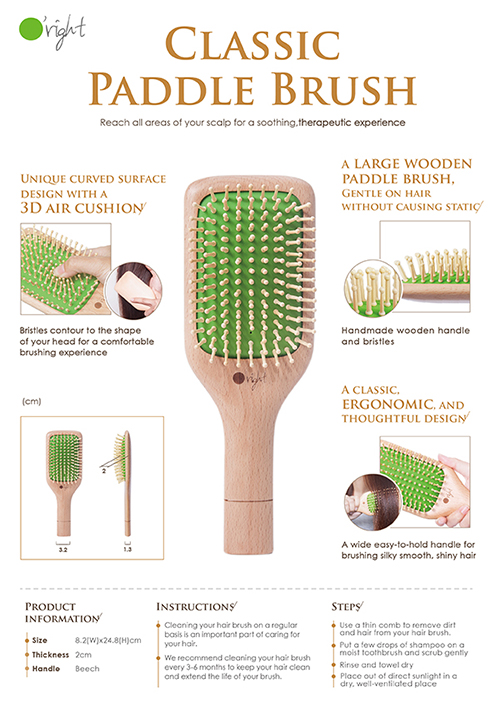 O'right
CLASSIC
PADDLE BRUSH
Reach all areas of your scalp for a soothing,therapeutic experience
UNIQUE CURVED SURFACE
DESIGN WITH A
3D AIR CUSHION
Bristles contour to the shape
of your head for a comfortable
brushing experience
A LARGE WOODEN
PADDLE BRUSH,
GENTLE ON HAIR
WITHOUT CAUSING STATIC
Handmade wooden handle
and bristles
O'right
(cm)
2
3.2
1.3
A CLASSIC,
ERGONOMIC, AND
THOUGHTFUL DESIGN
A wide easy-to-hold handle for
brushing silky smooth, shiny hair
PRODUCT
INFORMATION
Size 8.2(W)x24.8(H)cm
Thickness 2cm
Handle Beech
INSTRUCTIONS
Cleaning your hair brush on a regular
basis is an important part of caring for
your hair.
We recommend cleaning your hair brush
every 3-6 months to keep your hair clean
and extend the life of your brush.
STEPS
Use a thin comb to remove dirt
and hair from your hair brush.
Put a few drops of shampoo on a
moist toothbrush and scrub gently
Rinse and towel dry
Place out of direct sunlight in a
dry, well-ventilated place